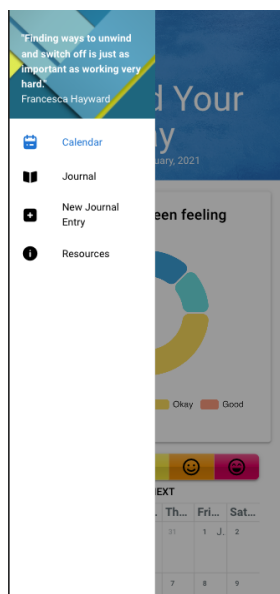 "Finding ways to unwind
and switch off is just as
important as working very
hard."
Francesca Hayward
Calendar
Journal
New Journal
Entry
Resources
Your
y
uary, 2021
een feeling
Okay
Good
EXT
Th...
Fri...
Sat...
31
1
J.
2
7
8
9